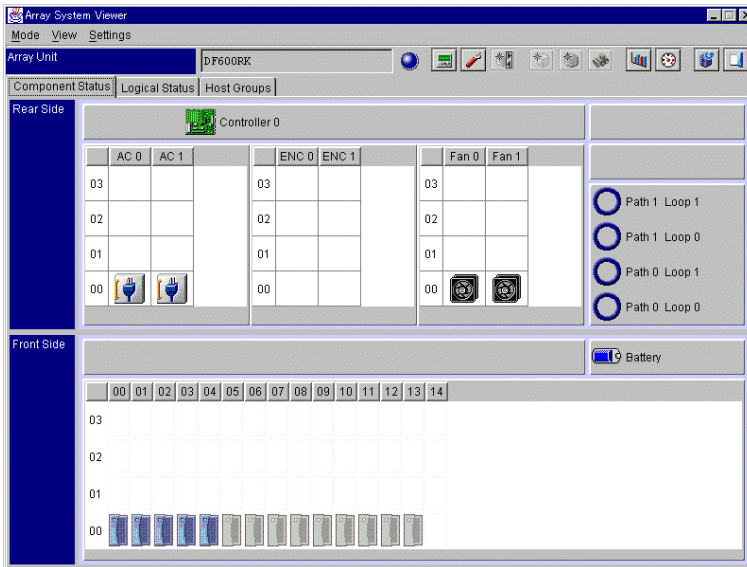 Array System Viewer
Mode View Settings
Array Unit DF600RK
Component Status Logical Status Host Groups
Rear Side
Controller 0
AC 0 AC 1 ENC 0 ENC 1 Fan 0 Fan 1
03 03 03
02 02 02
01 01 01
00 00 00
Path 1 Loop 1
Path 1 Loop 0
Path 0 Loop 1
Path 0 Loop 0
Front Side
Battery
00 01 02 03 04 05 06 07 08 09 10 11 12 13 14
03
02
01
00